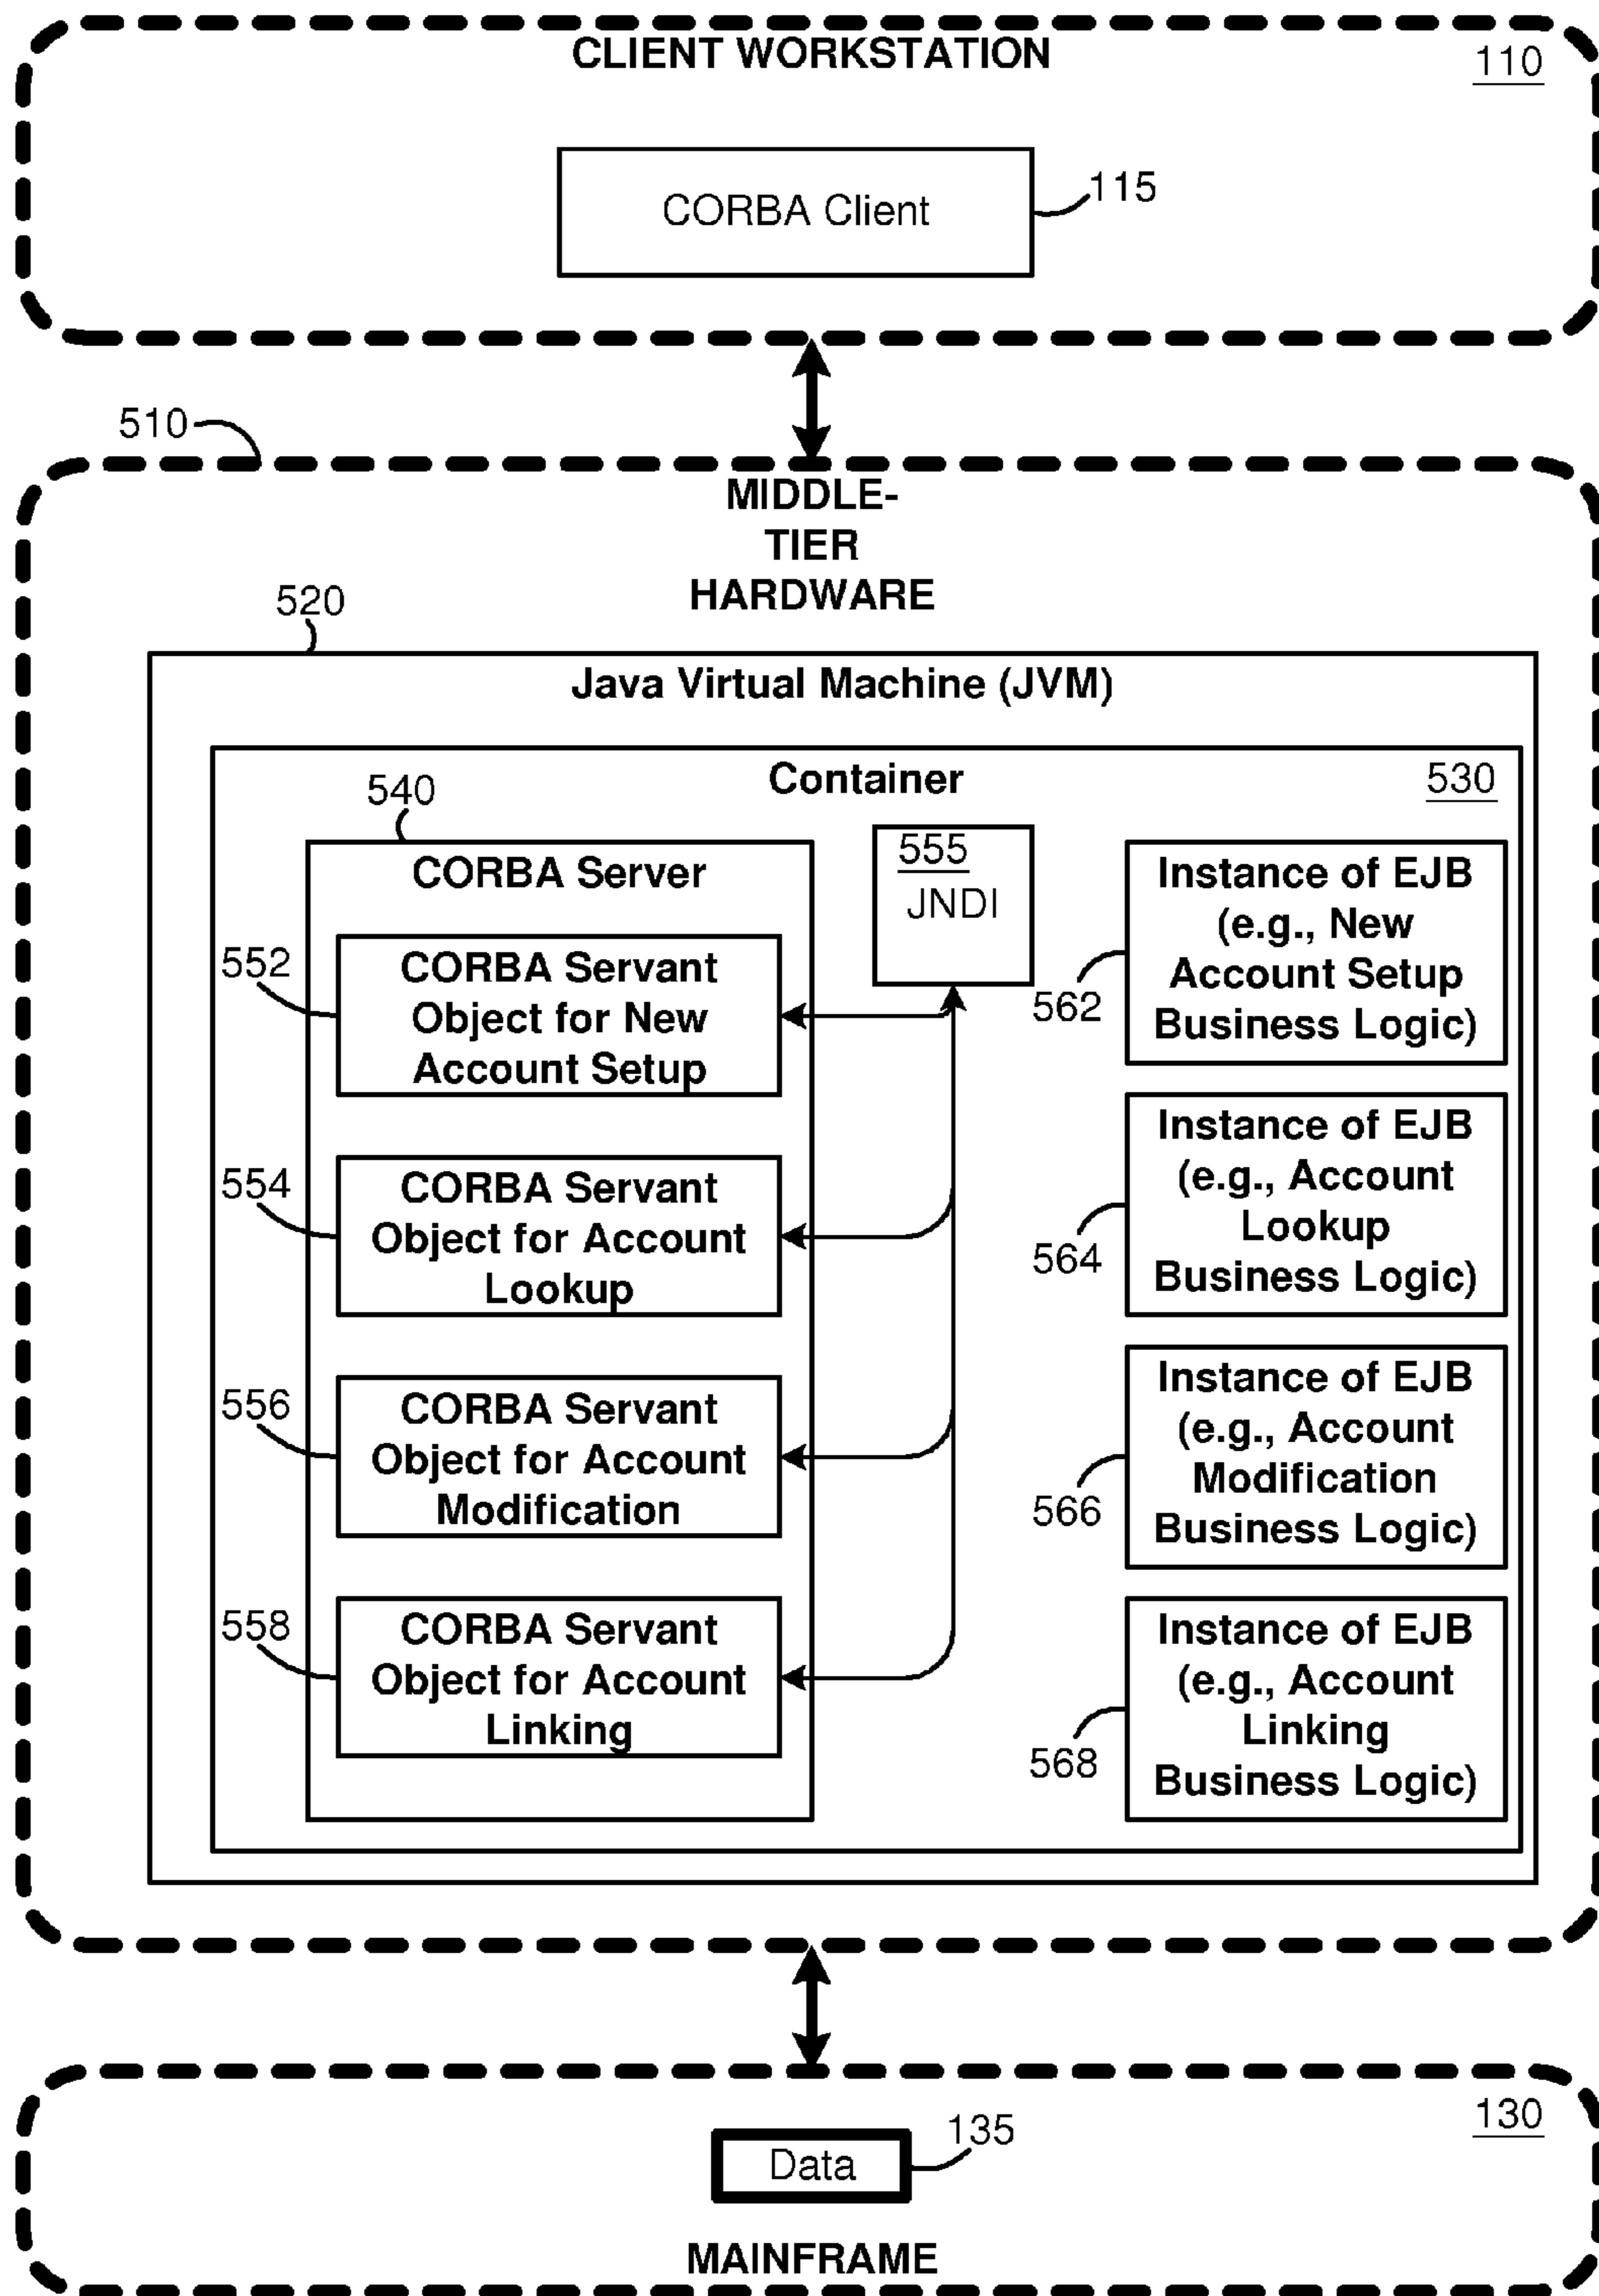 CLIENT WORKSTATION
110
CORBA Client
115
510
MIDDLE-
TIER
HARDWARE
520
Java Virtual Machine (JVM)
Container
530
540
CORBA Server
555
JNDI
552
CORBA Servant
Object for New
Account Setup
554
CORBA Servant
Object for Account
Lookup
556
CORBA Servant
Object for Account
Modification
558
CORBA Servant
Object for Account
Linking
Instance of EJB
(e.g., New
Account Setup
Business Logic)
562
Instance of EJB
(e.g., Account
Lookup
Business Logic)
564
Instance of EJB
(e.g., Account
Modification
Business Logic)
566
Instance of EJB
(e.g., Account
Linking
Business Logic)
568
130
135
Data
MAINFRAME